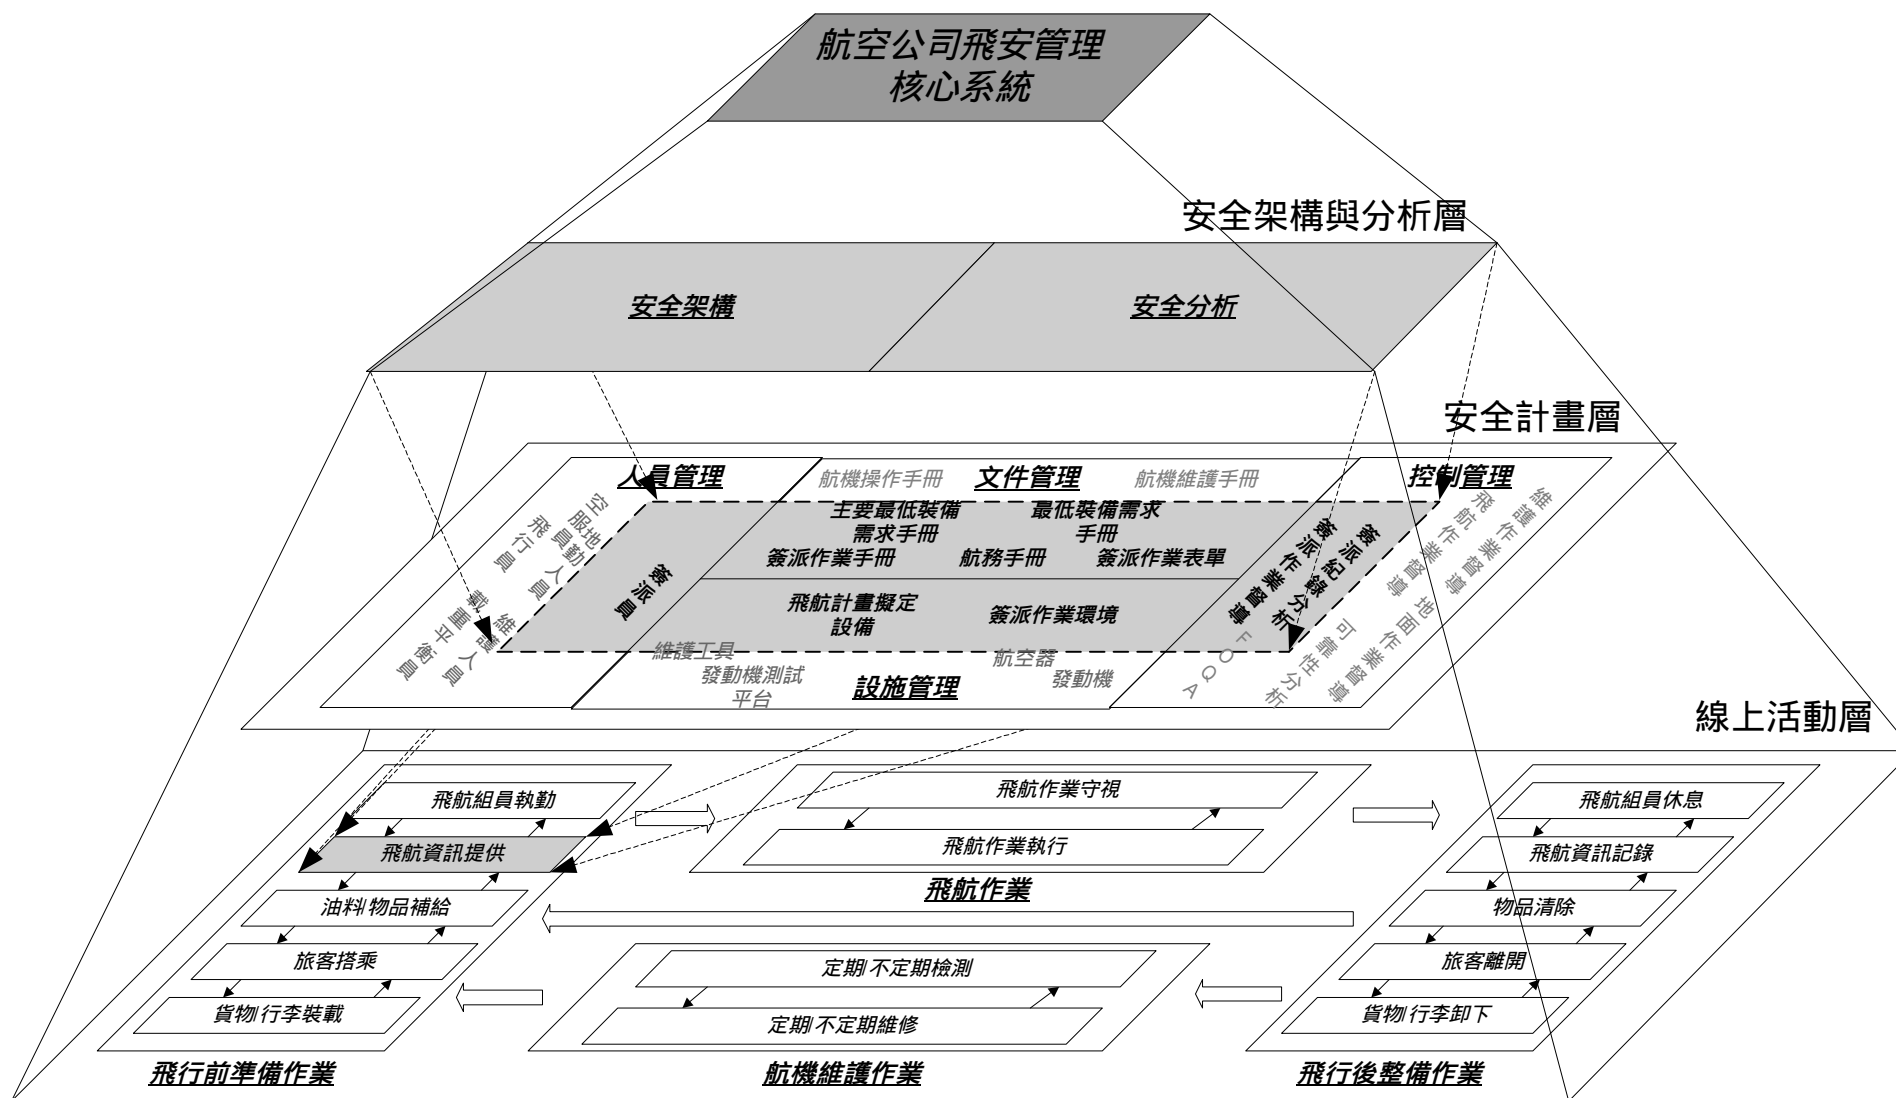 航空公司飛安管理
核心系統
安全架構與分析層
安全架構
安全分析
安全計畫層
人員管理
航機操作手冊
文件管理
航機維護手冊
控制管理
空服員
地勤人員
飛行員
簽派員
載重平衡員
維護人員
主要最低裝備
需求手冊
最低裝備需求
手冊
簽派作業手冊
航務手冊
簽派作業表單
飛航計畫擬定
設備
簽派作業環境
簽派紀錄分析
簽派作業督導
維護作業督導
飛航作業督導
地面作業督導
可靠性分析
FOQA
維護工具
發動機測試
平台
設施管理
航空器
發動機
線上活動層
飛航組員執勤
飛航資訊提供
油料/物品補給
旅客搭乘
貨物/行李裝載
飛行前準備作業
飛航作業守視
飛航作業執行
飛航作業
定期/不定期檢測
定期/不定期維修
航機維護作業
飛航組員休息
飛航資訊記錄
物品清除
旅客離開
貨物/行李卸下
飛行後整備作業